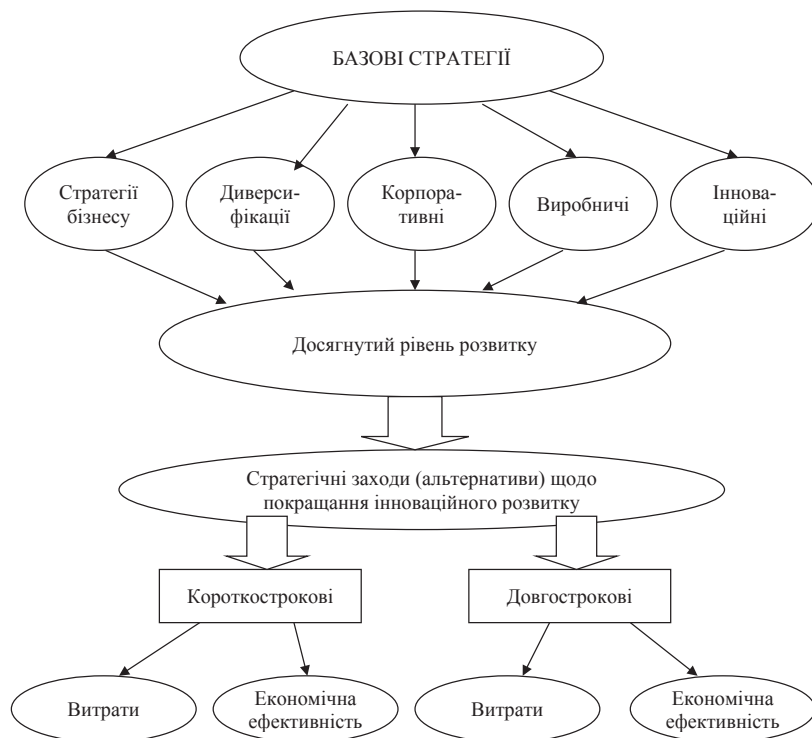 БАЗОВІ СТРАТЕГІЇ
Стратегії
бізнесу
Диверси-
фікації
Корпора-
тивні
Виробничі
Іннова-
ційні
Досягнутий рівень розвитку
Стратегічні заходи (альтернативи) щодо
покращання інноваційного розвитку
Короткострокові
Довгострокові
Витрати
Економічна
ефективність
Витрати
Економічна
ефективність